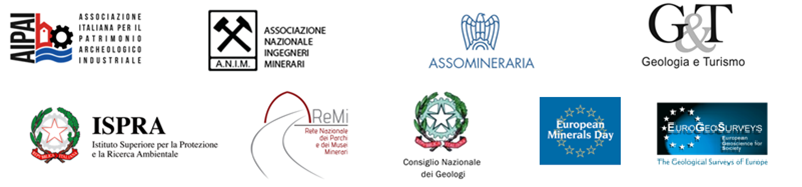 AIPAI
ASSOCIAZIONE
ITALIANA PER IL
PATRIMONIO
ARCHEOLOGICO
INDUSTRIALE
A.N.I.M.
ASSOCIAZIONE
NAZIONALE
INGEGNERI
MINERARI
ASSOMINERARIA
G&T
Geologia e Turismo
ISPRA
Istituto Superiore per la Protezione
e la Ricerca Ambientale
ReMi
Rete Nazionale
dei Parchi
e dei Musei
Minerari
Consiglio Nazionale
dei Geologi
European
Minerals Day
EUROGEOSURVEYS
European
Geoscience for
Society
The Geological Surveys of Europe